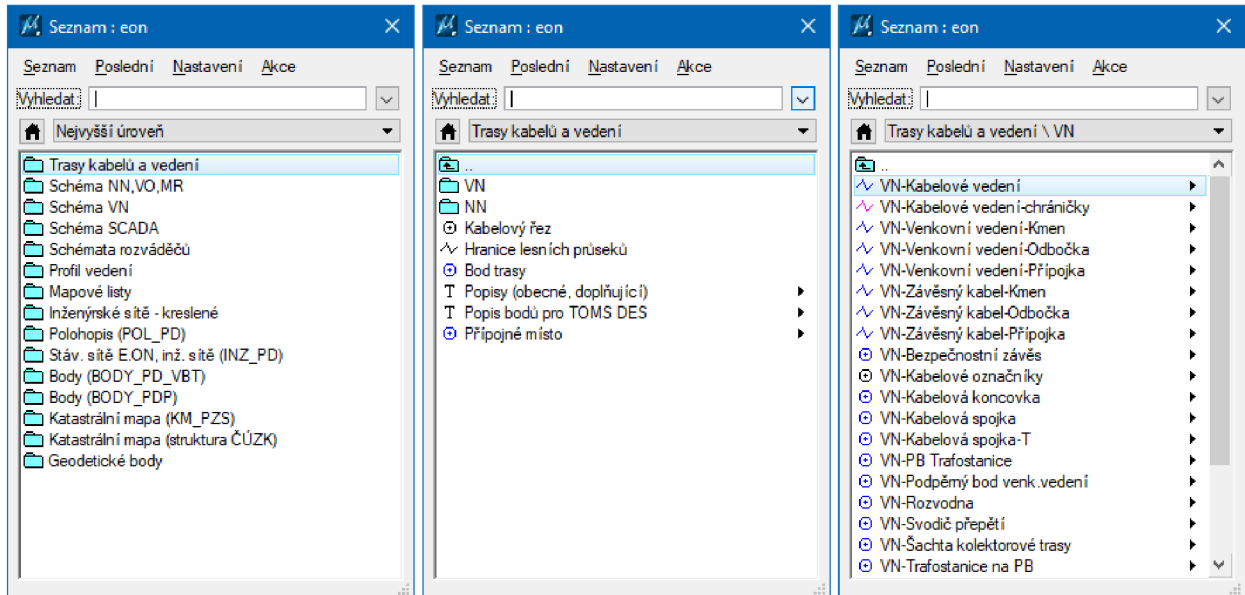 Seznam : eon
Seznam Poslední Nastavení Akce
Vyhledat:
Nejvyšší úroveň
Trasy kabelů a vedení
Schéma NN,VO,MR
Schéma VN
Schéma SCADA
Schémata rozváděčů
Profil vedení
Mapové listy
Inženýrské sítě - kreslené
Polohopis (POL_PD)
Stáv. sítě E.ON, inž. sítě (INZ_PD)
Body (BODY_PD_VBT)
Body (BODY_PDP)
Katastrální mapa (KM_PZS)
Katastrální mapa (struktura ČÚZK)
Geodetické body
Seznam : eon
Seznam Poslední Nastavení Akce
Vyhledat:
Trasy kabelů a vedení
..
VN
NN
Kabelový řez
Hranice lesních průseků
Bod trasy
T Popisy (obecné, doplňující)
T Popis bodů pro TOMS DES
Přípojné místo
Seznam : eon
Seznam Poslední Nastavení Akce
Vyhledat:
Trasy kabelů a vedení \ VN
..
VN-Kabelové vedení
VN-Kabelové vedení-chráničky
VN-Venkovní vedení-Kmen
VN-Venkovní vedení-Odbočka
VN-Venkovní vedení-Přípojka
VN-Závěsný kabel-Kmen
VN-Závěsný kabel-Odbočka
VN-Závěsný kabel-Přípojka
VN-Bezpečnostní závěs
VN-Kabelové označníky
VN-Kabelová koncovka
VN-Kabelová spojka
VN-Kabelová spojka-T
VN-PB Trafostanice
VN-Podpěrný bod venk.vedení
VN-Rozvodna
VN-Svodič přepětí
VN-Šachta kolektorové trasy
VN-Trafostanice na PB